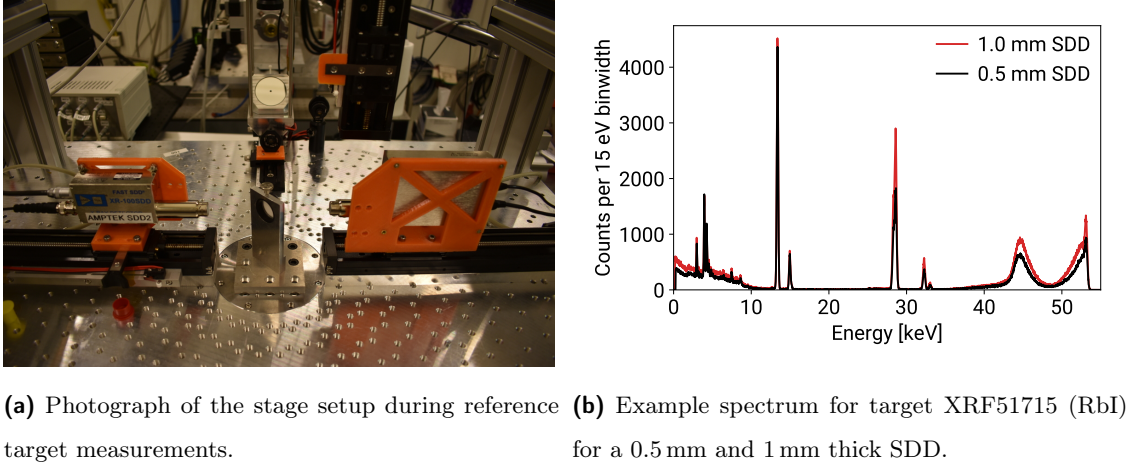 FAST SDD
XR-100SDD
AMPTEK SDD2
1.0 mm SDD
0.5 mm SDD
Counts per 15 eV binwidth
4000
3000
2000
1000
0
0 10 20 30 40 50
Energy [keV]
(a) Photograph of the stage setup during reference
target measurements.
(b) Example spectrum for target XRF51715 (RbI)
for a 0.5 mm and 1 mm thick SDD.